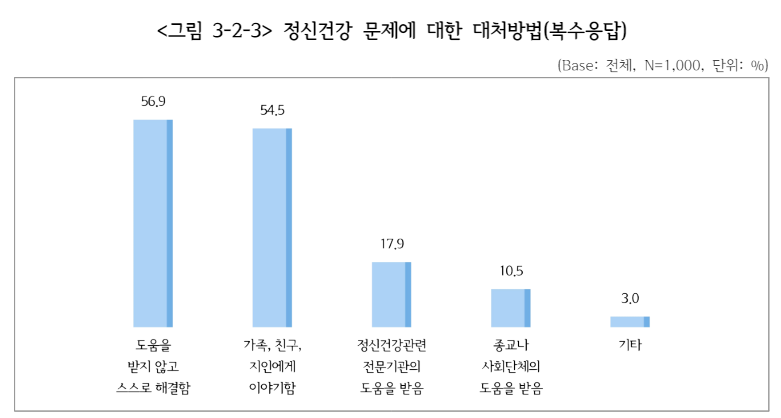 <그림 3-2-3> 정신건강 문제에 대한 대처방법(복수응답)
(Base: 전체, N=1,000, 단위: %)
56.9
54.5
17.9
10.5
3.0
도움을
받지 않고
스스로 해결함
가족, 친구,
지인에게
이야기함
정신건강관련
전문기관의
도움을 받음
종교나
사회단체의
도움을 받음
기타